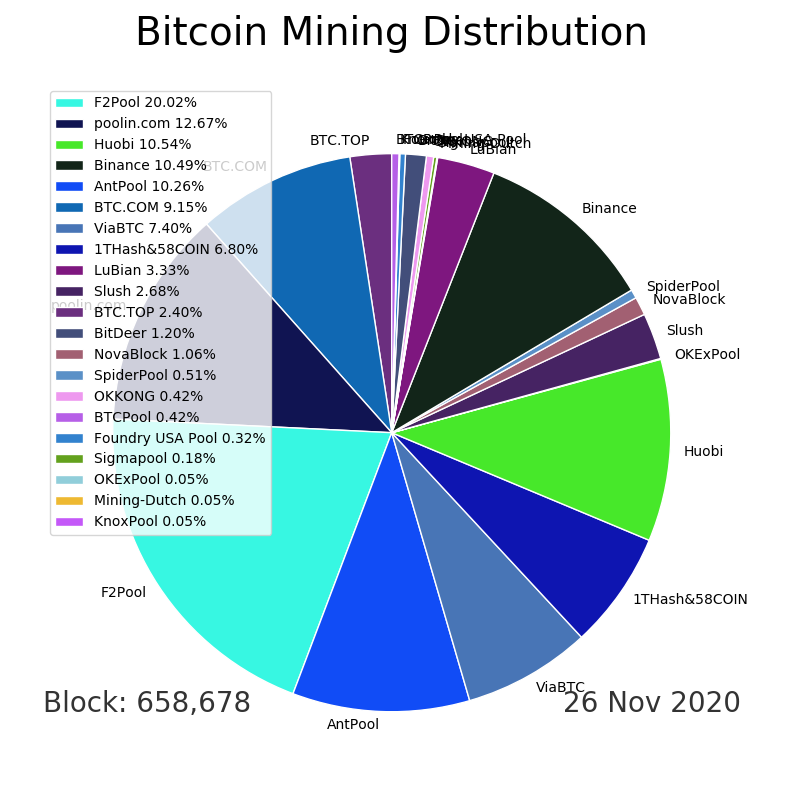 Bitcoin Mining Distribution
F2Pool 20.02%
poolin.com 12.67%
Huobi 10.54%
Binance 10.49%
AntPool 10.26%
BTC.COM 9.15%
ViaBTC 7.40%
1THash&58COIN 6.80%
LuBian 3.33%
Slush 2.68%
BTC.TOP 2.40%
BitDeer 1.20%
NovaBlock 1.06%
SpiderPool 0.51%
OKKONG 0.42%
BTCPool 0.42%
Foundry USA Pool 0.32%
Sigmapool 0.18%
OKExPool 0.05%
Mining-Dutch 0.05%
KnoxPool 0.05%
BTC.TOP
BTC.COM
poolin.com
F2Pool
AntPool
ViaBTC
1THash&58COIN
Huobi
OKExPool
Slush
NovaBlock
SpiderPool
Binance
LuBian
Block: 658,678
26 Nov 2020